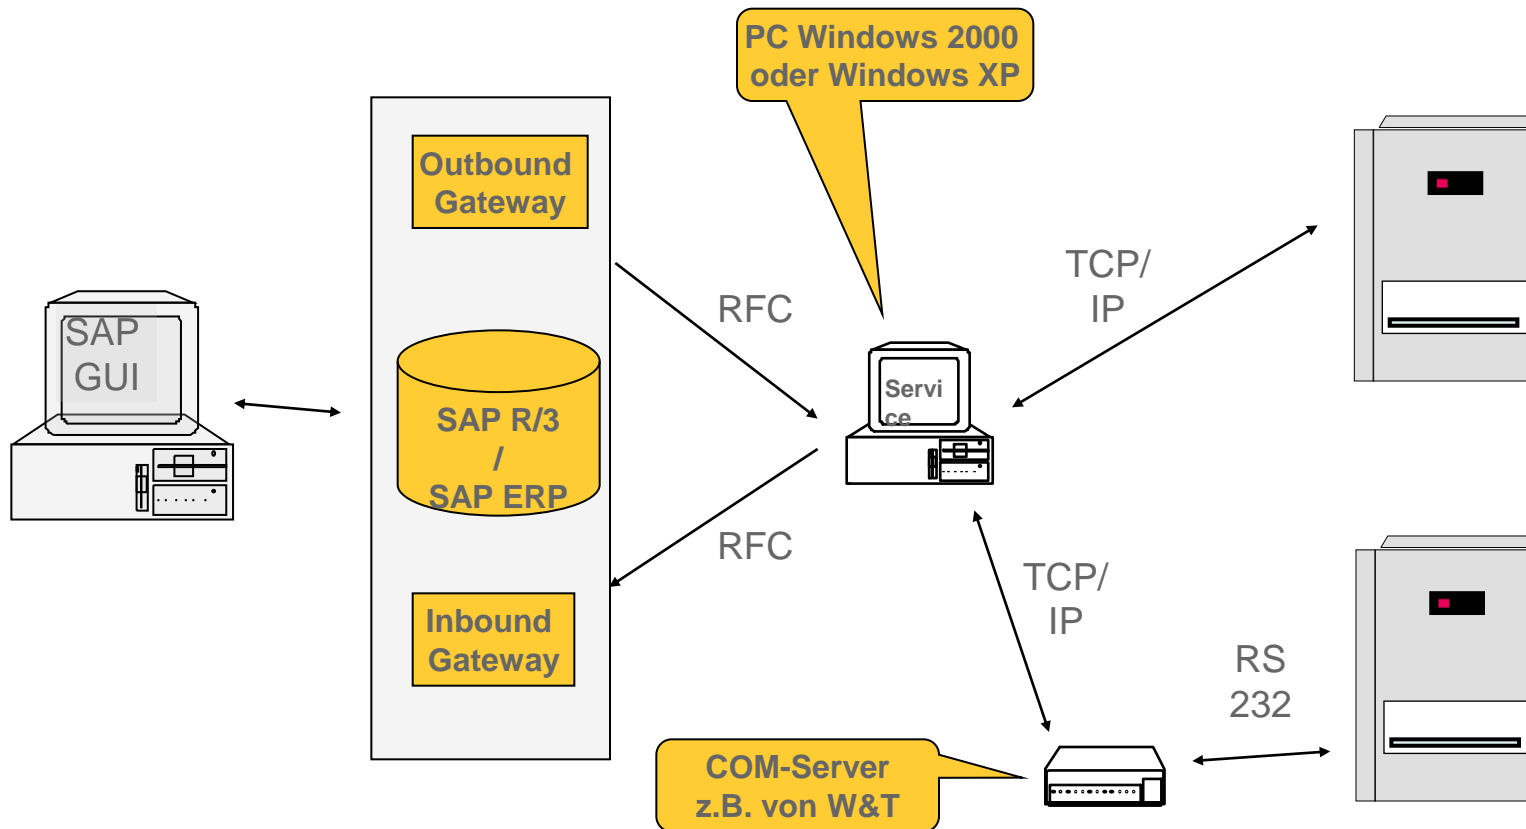 PC Windows 2000
oder Windows XP
Outbound
Gateway
SAP
GUI
SAP R/3
/
SAP ERP
Inbound
Gateway
RFC
RFC
Servi
ce
TCP/
IP
TCP/
IP
RS
232
COM-Server
z.B. von W&T